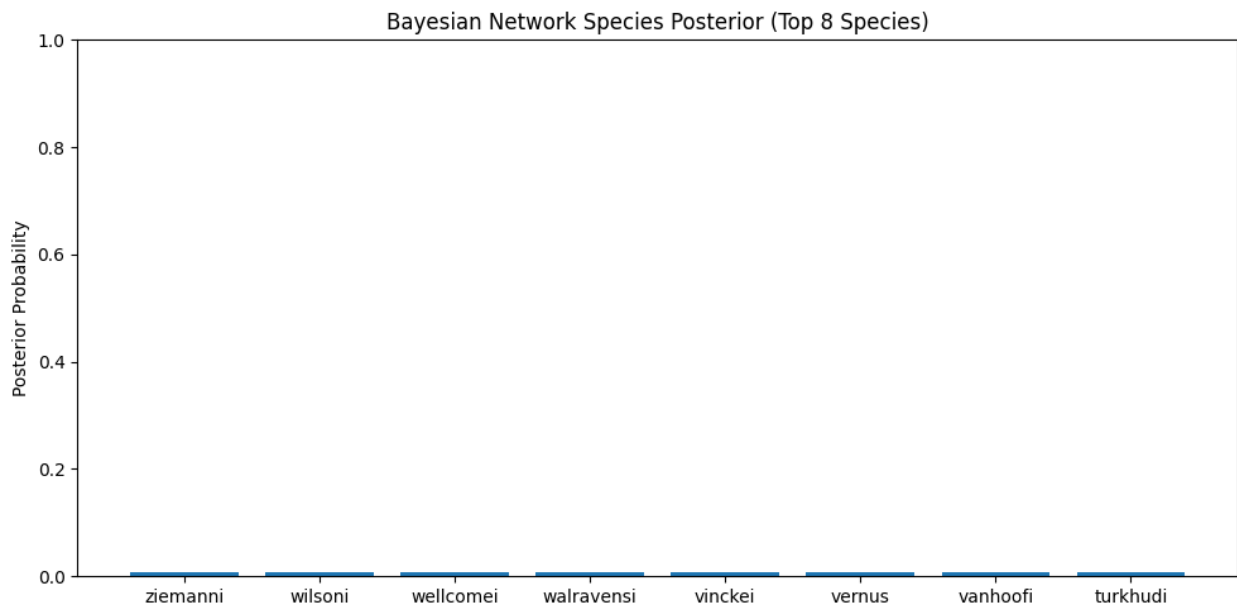 Bayesian Network Species Posterior (Top 8 Species)
Posterior Probability
1.0
0.8
0.6
0.4
0.2
0.0
ziemanni wilsoni wellcomei walravensi vinckei vernus vanhoofi turkhudi